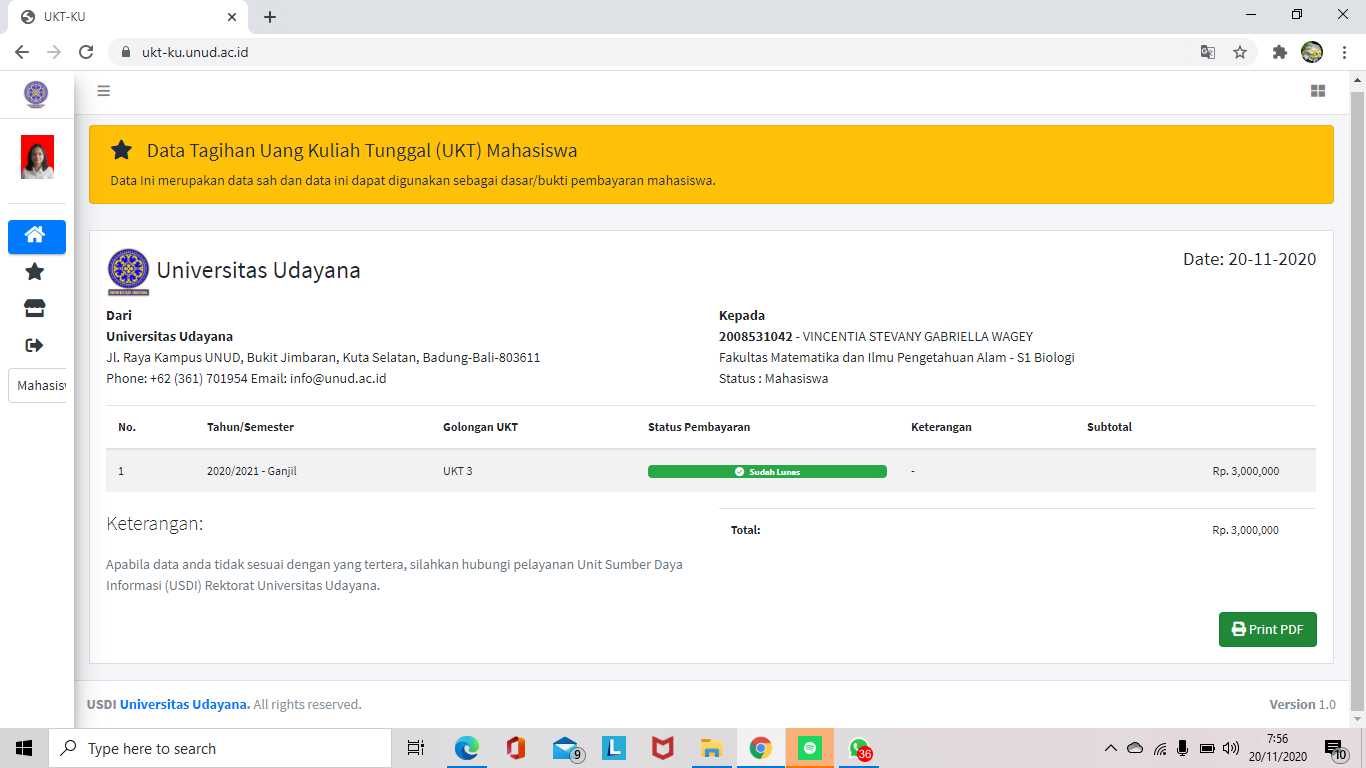 UKT-KU
ukt-ku.unud.ac.id
Data Tagihan Uang Kuliah Tunggal (UKT) Mahasiswa
Data Ini merupakan data sah dan data ini dapat digunakan sebagai dasar/bukti pembayaran mahasiswa.
Universitas Udayana
Date: 20-11-2020
Dari
Universitas Udayana
Jl. Raya Kampus UNUD, Bukit Jimbaran, Kuta Selatan, Badung-Bali-803611
Phone: +62 (361) 701954 Email: info@unud.ac.id
Kepada
2008531042 - VINCENTIA STEVANY GABRIELLA WAGEY
Fakultas Matematika dan Ilmu Pengetahuan Alam - S1 Biologi
Status : Mahasiswa
Mahasis
No. Tahun/Semester Golongan UKT Status Pembayaran Keterangan Subtotal
1 2020/2021 - Ganjil UKT 3 Sudah Lunas - Rp. 3,000,000
Keterangan:
Apabila data anda tidak sesuai dengan yang tertera, silahkan hubungi pelayanan Unit Sumber Daya
Informasi (USDI) Rektorat Universitas Udayana.
Total: Rp. 3,000,000
Print PDF
USDI Universitas Udayana. All rights reserved.
Version 1.0
Type here to search
9
L
36
7:56
20/11/2020
10